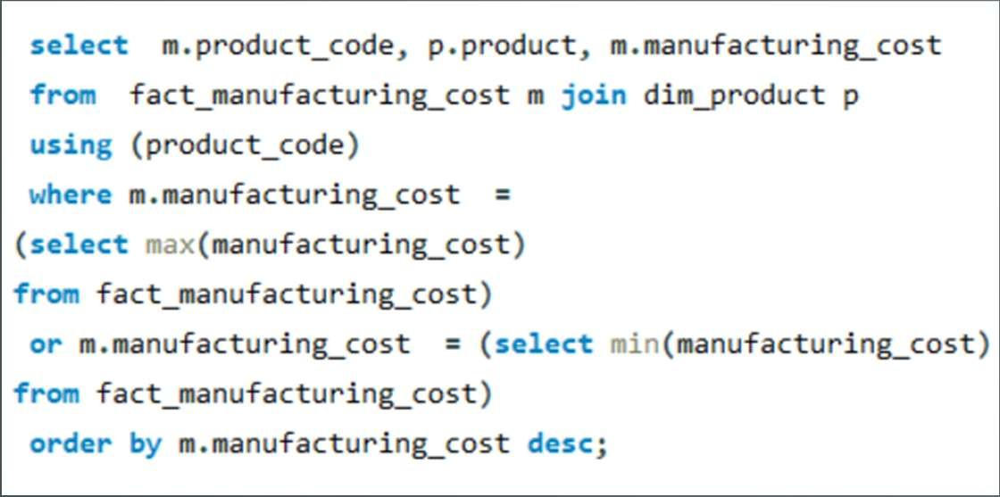 select m.product_code, p.product, m.manufacturing_cost
from fact_manufacturing_cost m join dim_product p
using (product_code)
where m.manufacturing_cost =
(select max(manufacturing_cost)
from fact_manufacturing_cost)
or m.manufacturing_cost = (select min(manufacturing_cost)
from fact_manufacturing_cost)
order by m.manufacturing_cost desc;